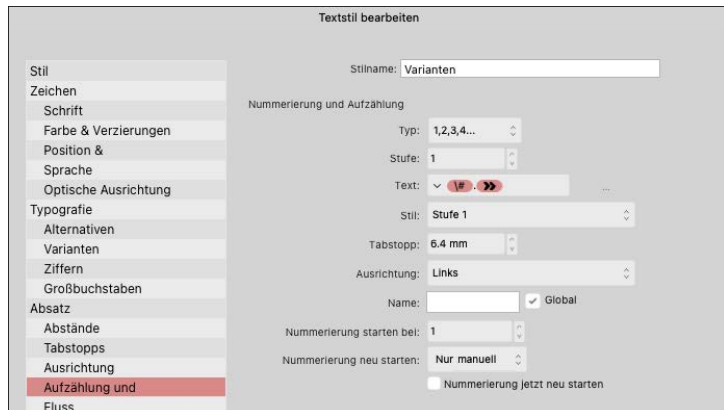 Textstil bearbeiten
Stil
Zeichen
Schrift
Farbe & Verzierungen
Position &
Sprache
Optische Ausrichtung
Typografie
Alternativen
Varianten
Ziffern
Großbuchstaben
Absatz
Abstände
Tabstopps
Ausrichtung
Aufzählung und
Fluss
Stilname: Varianten
Nummerierung und Aufzählung
Typ: 1,2,3,4...
Stufe: 1
Text: \# . »» ...
Stil: Stufe 1
Tabstopp: 6.4 mm
Ausrichtung: Links
Name: Global
Nummerierung starten bei: 1
Nummerierung neu starten: Nur manuell
Nummerierung jetzt neu starten